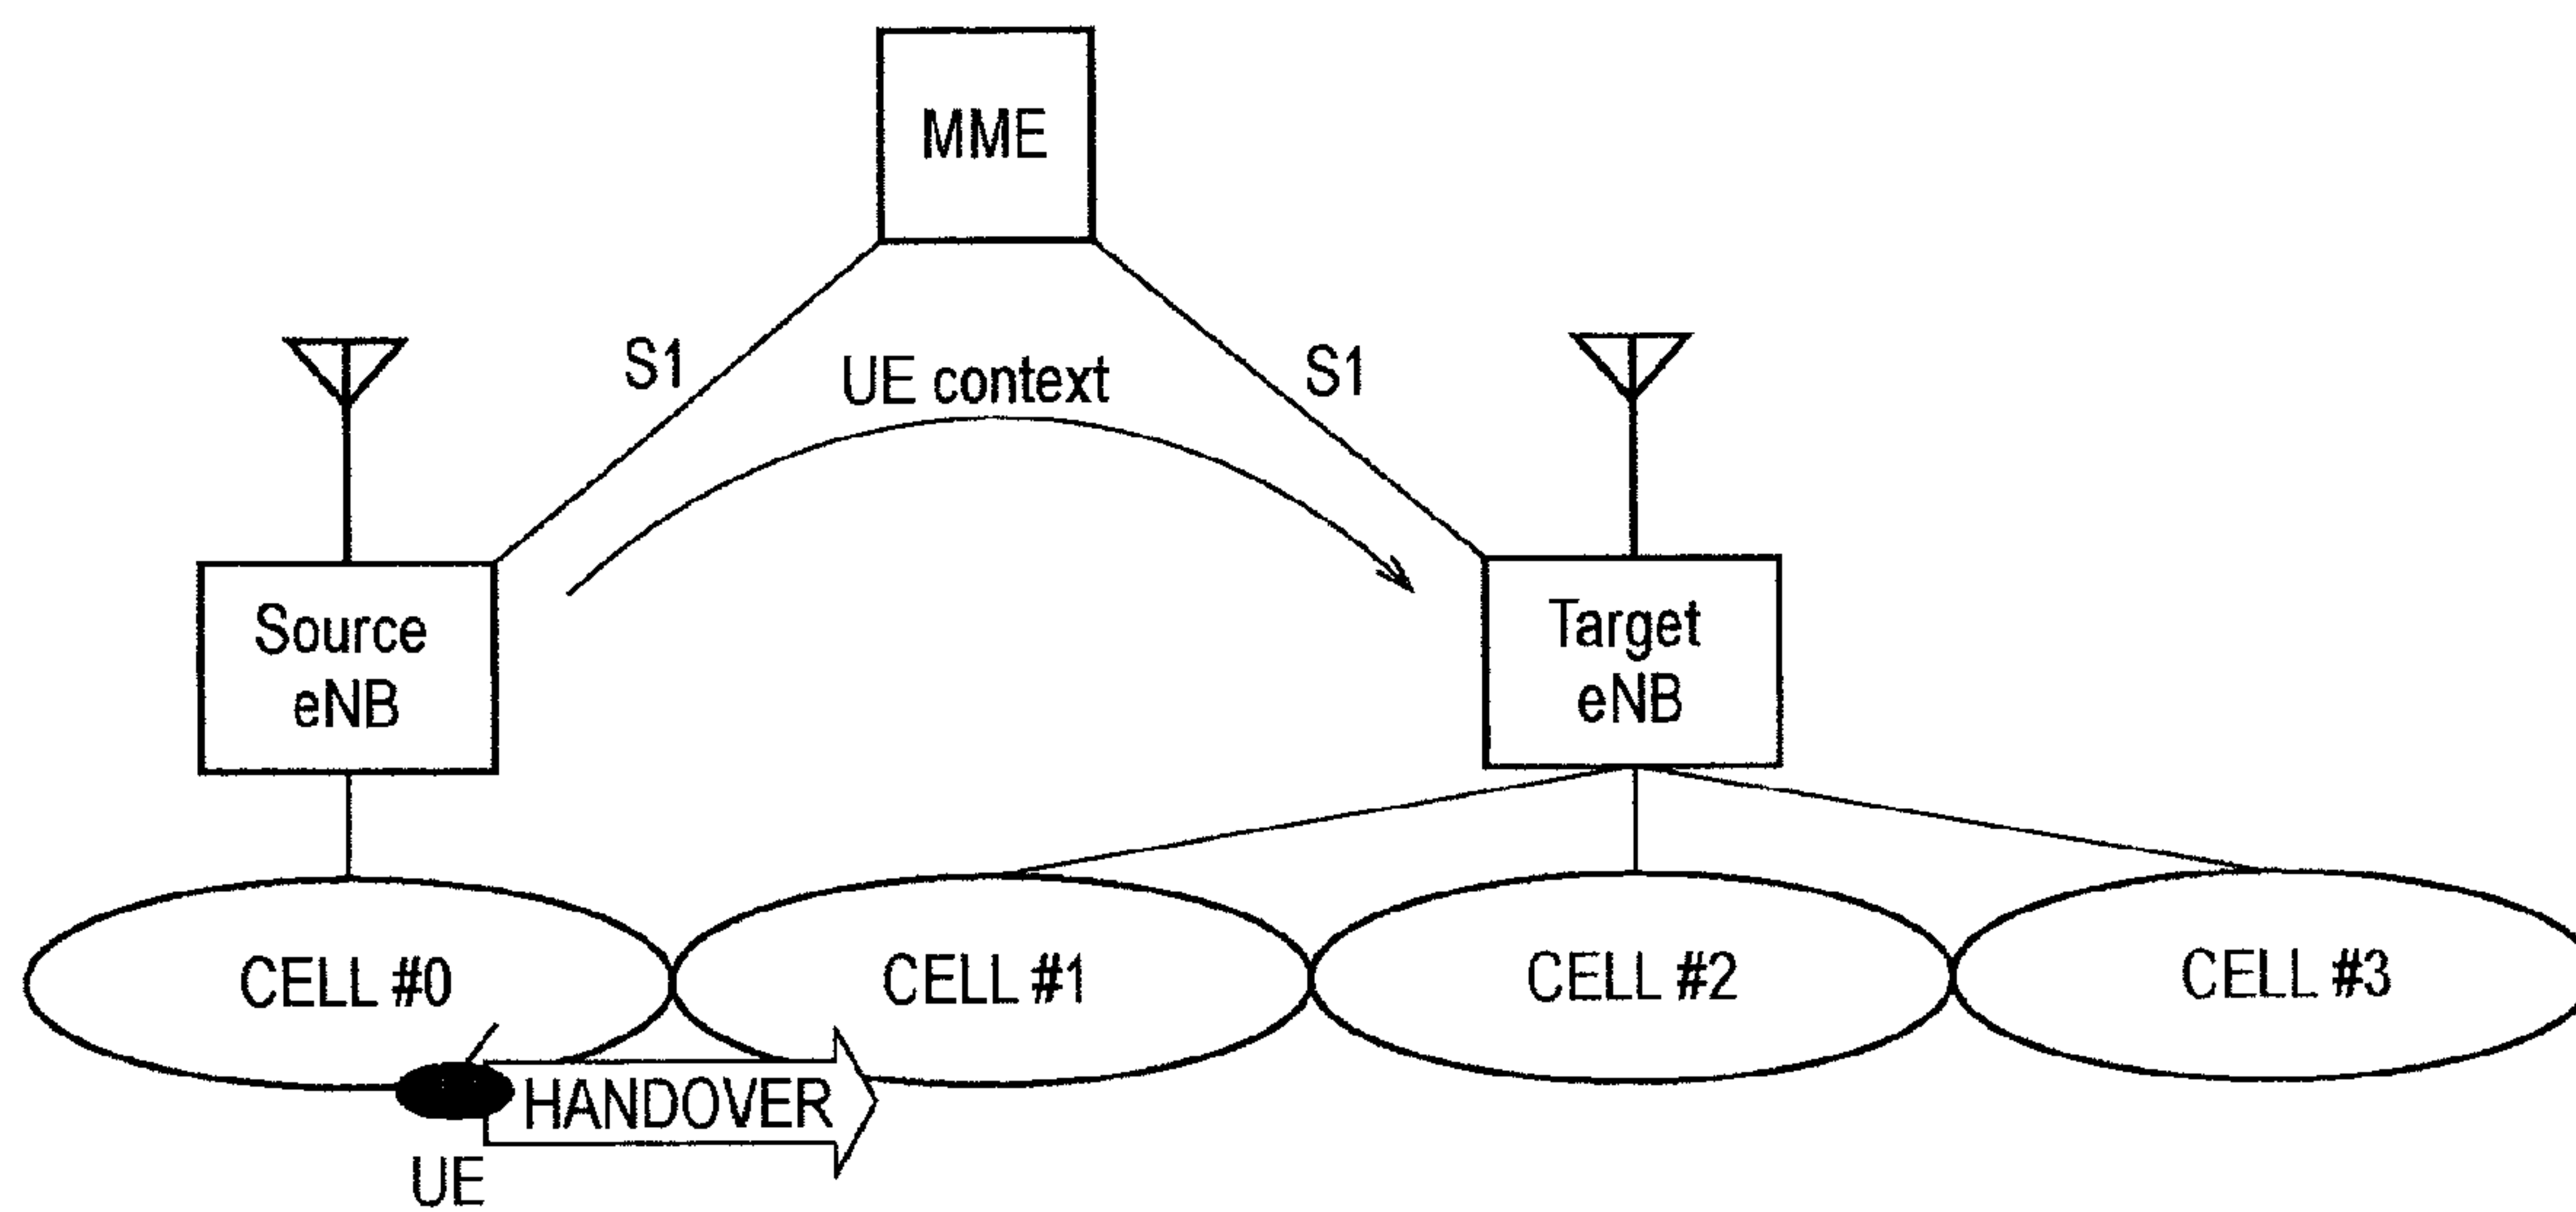 MME
S1
UE context
S1
Source
eNB
Target
eNB
CELL #0
CELL #1
CELL #2
CELL #3
HANDOVER
UE